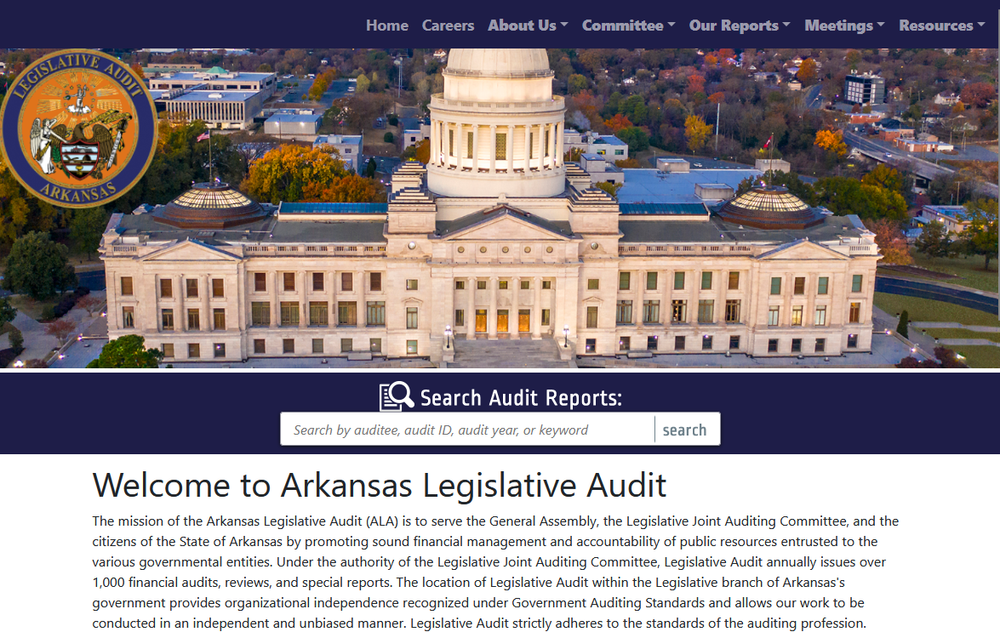 Home Careers About Us Committee Our Reports Meetings Resources
LEGISLATIVE AUDIT
ARKANSAS
Search Audit Reports:
Search by auditee, audit ID, audit year, or keyword search
Welcome to Arkansas Legislative Audit
The mission of the Arkansas Legislative Audit (ALA) is to serve the General Assembly, the Legislative Joint Auditing Committee, and the
citizens of the State of Arkansas by promoting sound financial management and accountability of public resources entrusted to the
various governmental entities. Under the authority of the Legislative Joint Auditing Committee, Legislative Audit annually issues over
1,000 financial audits, reviews, and special reports. The location of Legislative Audit within the Legislative branch of Arkansas's
government provides organizational independence recognized under Government Auditing Standards and allows our work to be
conducted in an independent and unbiased manner. Legislative Audit strictly adheres to the standards of the auditing profession.